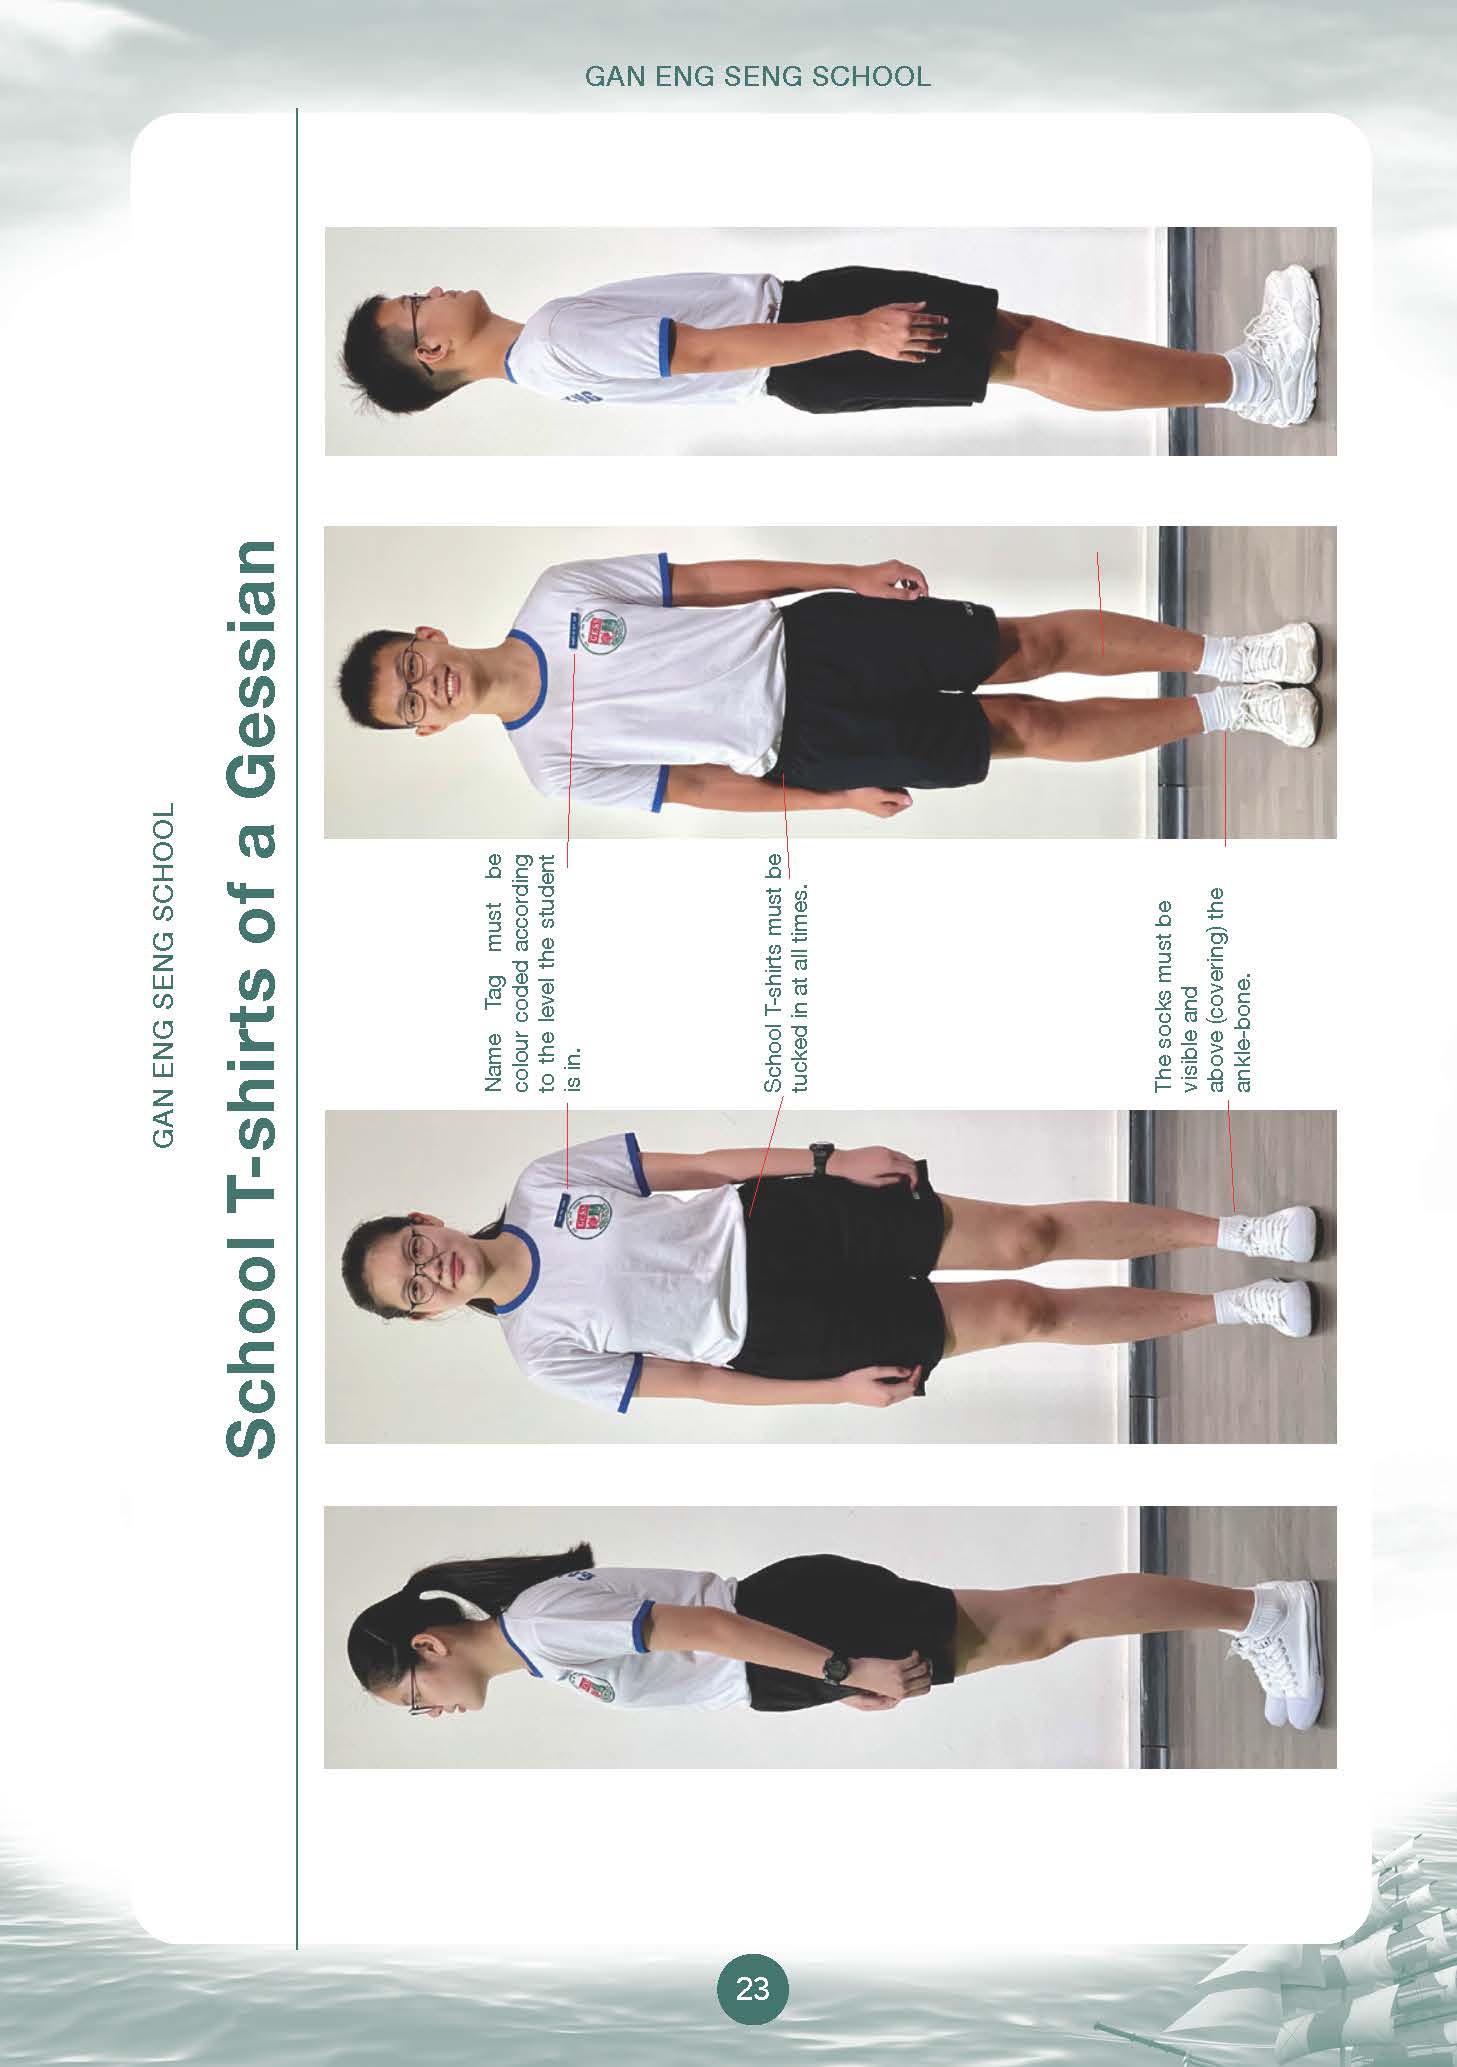 GAN ENG SENG SCHOOL
GAN ENG SENG SCHOOL
School T-shirts of a Gessian
Name Tag must be
colour coded according
to the level the student
is in.
School T-shirts must be
tucked in at all times.
The socks must be
visible and
above (covering) the
ankle-bone.
GESS
GESS
23